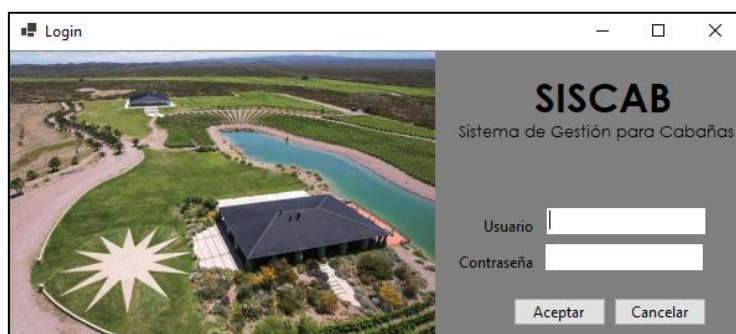 Login
SISCAB
Sistema de Gestión para Cabañas
Usuario
Contraseña
Aceptar Cancelar